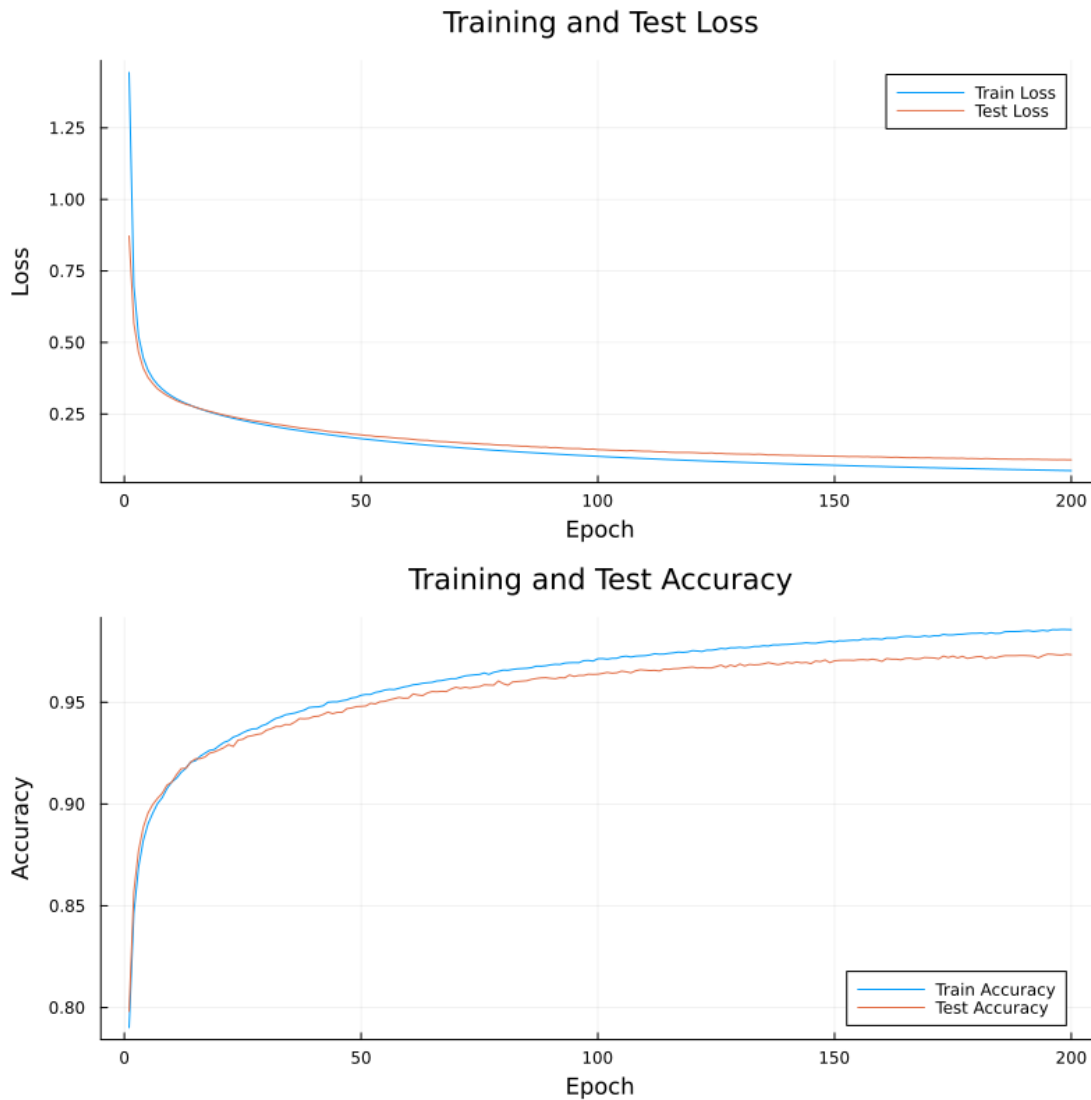 Training and Test Loss
Train Loss
Test Loss
1.25
1.00
0.75
0.50
0.25
Loss
0 50 100 150 200
Epoch
Training and Test Accuracy
0.95
0.90
0.85
0.80
Accuracy
Train Accuracy
Test Accuracy
0 50 100 150 200
Epoch